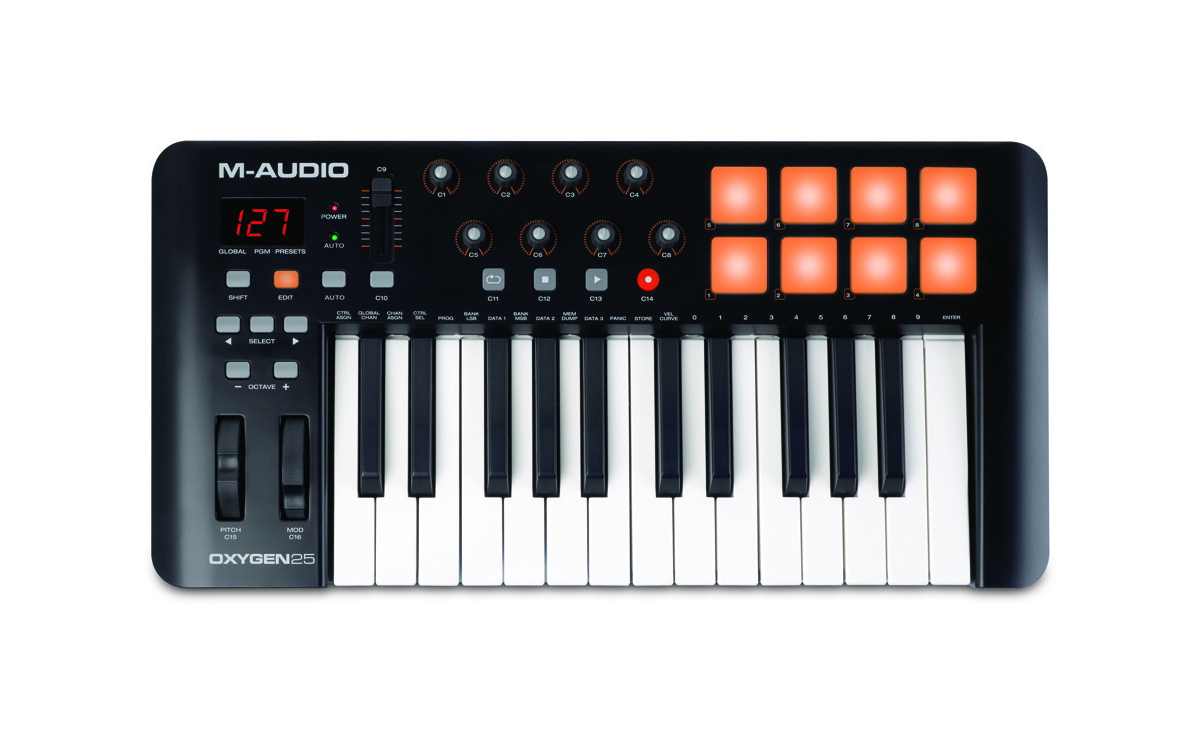 M-AUDIO
C9
C1
C2
C3
C4
127
POWER
AUTO
GLOBAL PGM PRESETS
C5
C6
C7
C8
5
6
7
8
1
2
3
4
SHIFT
EDIT
AUTO
C10
C11
C12
C13
C14
CTRL ASGN
GLOBAL CHAN
CHAN ASGN
CTRL SEL
PROG
BANK LSB
DATA 1
BANK MSB
DATA 2
MEM DUMP
DATA 3
PANIC
STORE
VEL CURVE
0
1
2
3
4
5
6
7
8
9
ENTER
SELECT
− OCTAVE +
PITCH
C15
MOD
C16
OXYGEN25